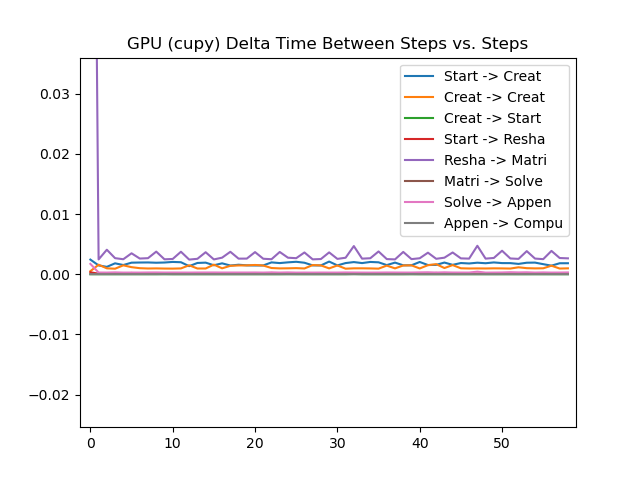 GPU (cupy) Delta Time Between Steps vs. Steps
0.03
0.02
0.01
0.00
−0.01
−0.02
0
10
20
30
40
50
Start -> Creat
Creat -> Creat
Creat -> Start
Start -> Resha
Resha -> Matri
Matri -> Solve
Solve -> Appen
Appen -> Compu